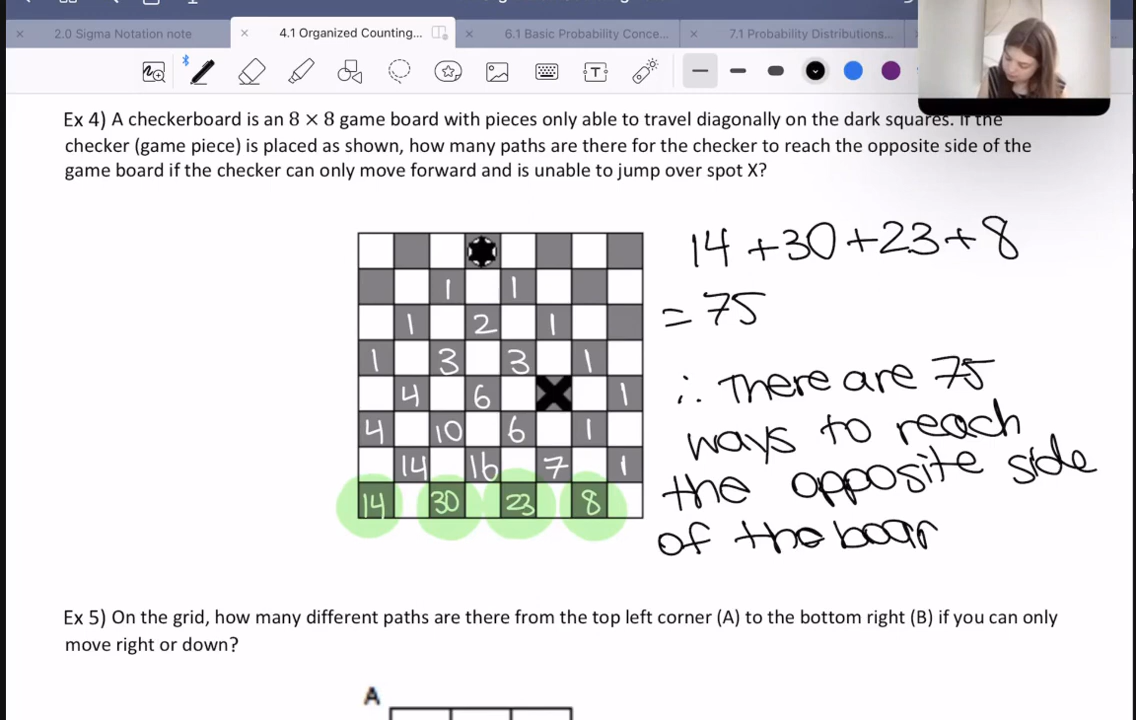 2.0 Sigma Notation note
4.1 Organized Counting...
6.1 Basic Probability Conce...
7.1 Probability Distributions...
T
Ex 4) A checkerboard is an 8 × 8 game board with pieces only able to travel diagonally on the dark squares. If the
checker (game piece) is placed as shown, how many paths are there for the checker to reach the opposite side of the
game board if the checker can only move forward and is unable to jump over spot X?
1 1
1 2 1
1 3 3 1
4 6 X 1
4 10 6 1
14 16 7 1
14 30 23 8
14 +30 +23 + 8
= 75
∴ There are 75
ways to reach
the opposite side
of the boar
Ex 5) On the grid, how many different paths are there from the top left corner (A) to the bottom right (B) if you can only
move right or down?
A